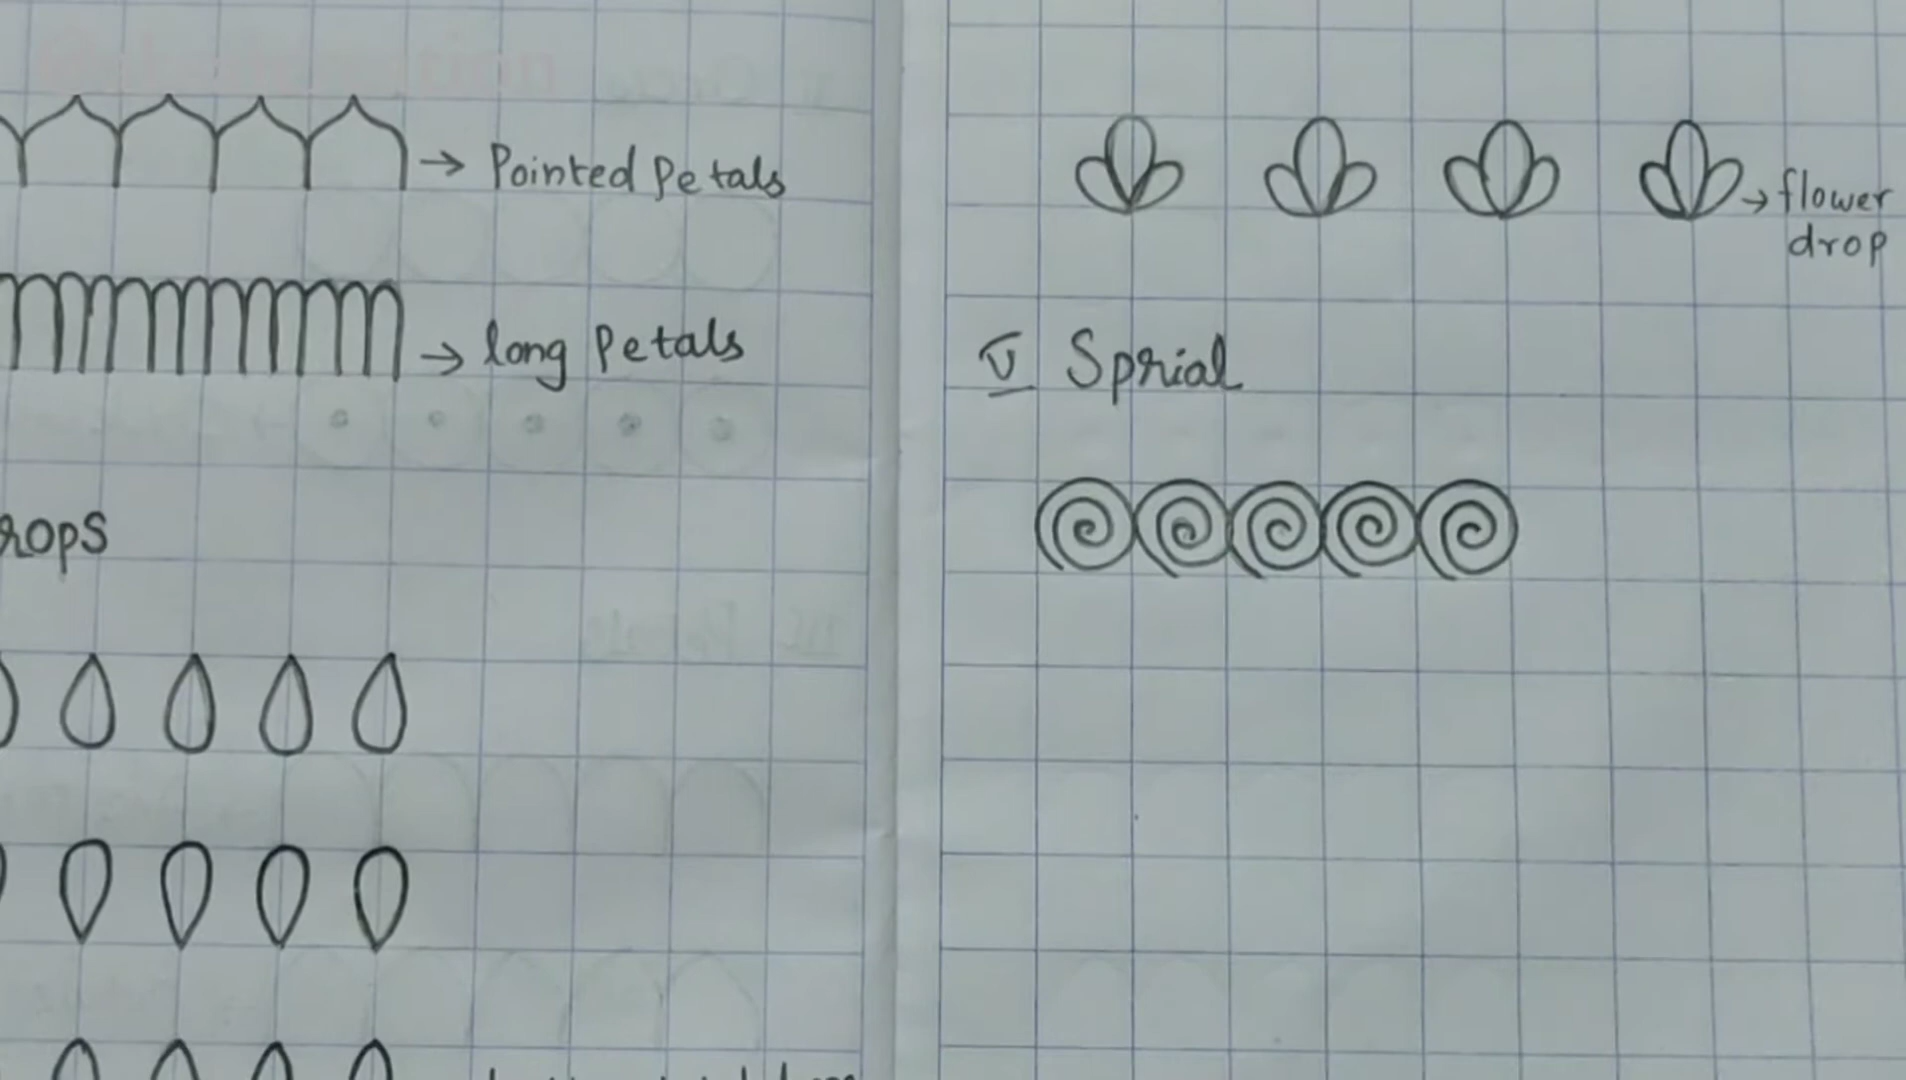 → Pointed Petals
→ long Petals
rops
→ flower
drop
V Sprial